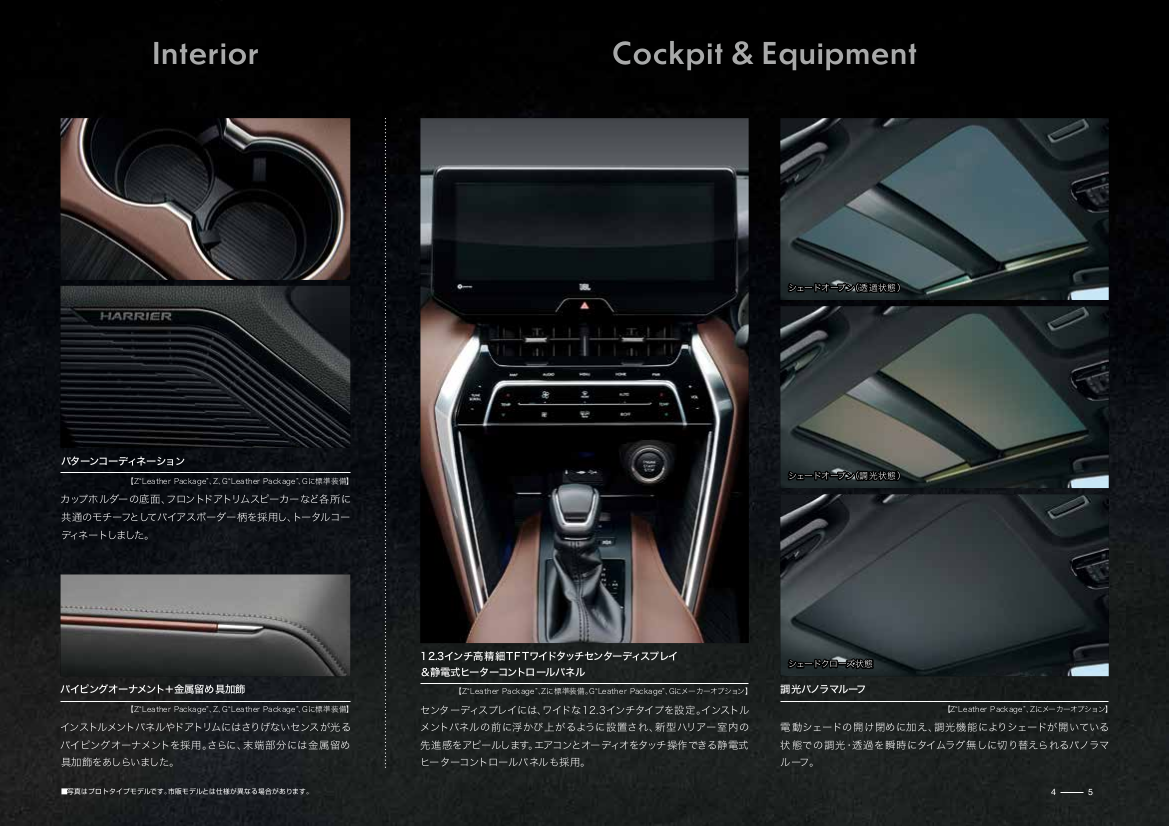 Interior
Cockpit & Equipment
HARRIER
パターンコーディネーション
【Z“Leather Package”、Z、G“Leather Package”、Gに標準装備】
カップホルダーの底面、フロントドアトリムスピーカーなど各所に
共通のモチーフとしてバイアスボーダー柄を採用し、トータルコー
ディネートしました。
パイピングオーナメント＋金属留め具加飾
【Z“Leather Package”、Z、G“Leather Package”、Gに標準装備】
インストルメントパネルやドアトリムにはさりげないセンスが光る
パイピングオーナメントを採用。さらに、末端部分には金属留め
具加飾をあしらいました。
JBL
AUDIO
MENU
HOME
AUTO
TEMP
TEMP
ENGINE
START
STOP
12.3インチ高精細TFTワイドタッチセンターディスプレイ
＆静電式ヒーターコントロールパネル
【Z“Leather Package”、Zに標準装備。G“Leather Package”、Gにメーカーオプション】
センターディスプレイには、ワイドな12.3インチタイプを設定。インストル
メントパネルの前に浮かび上がるように設置され、新型ハリアー室内の
先進感をアピールします。エアコンとオーディオをタッチ操作できる静電式
ヒーターコントロールパネルも採用。
シェードオープン（透過状態）
シェードオープン（調光状態）
シェードクローズ状態
調光パノラマルーフ
【Z“Leather Package”、Zにメーカーオプション】
電動シェードの開け閉めに加え、調光機能によりシェードが開いている
状態での調光・透過を瞬時にタイムラグ無しに切り替えられるパノラマ
ルーフ。
■写真はプロトタイプモデルです。市販モデルとは仕様が異なる場合があります。
4 5